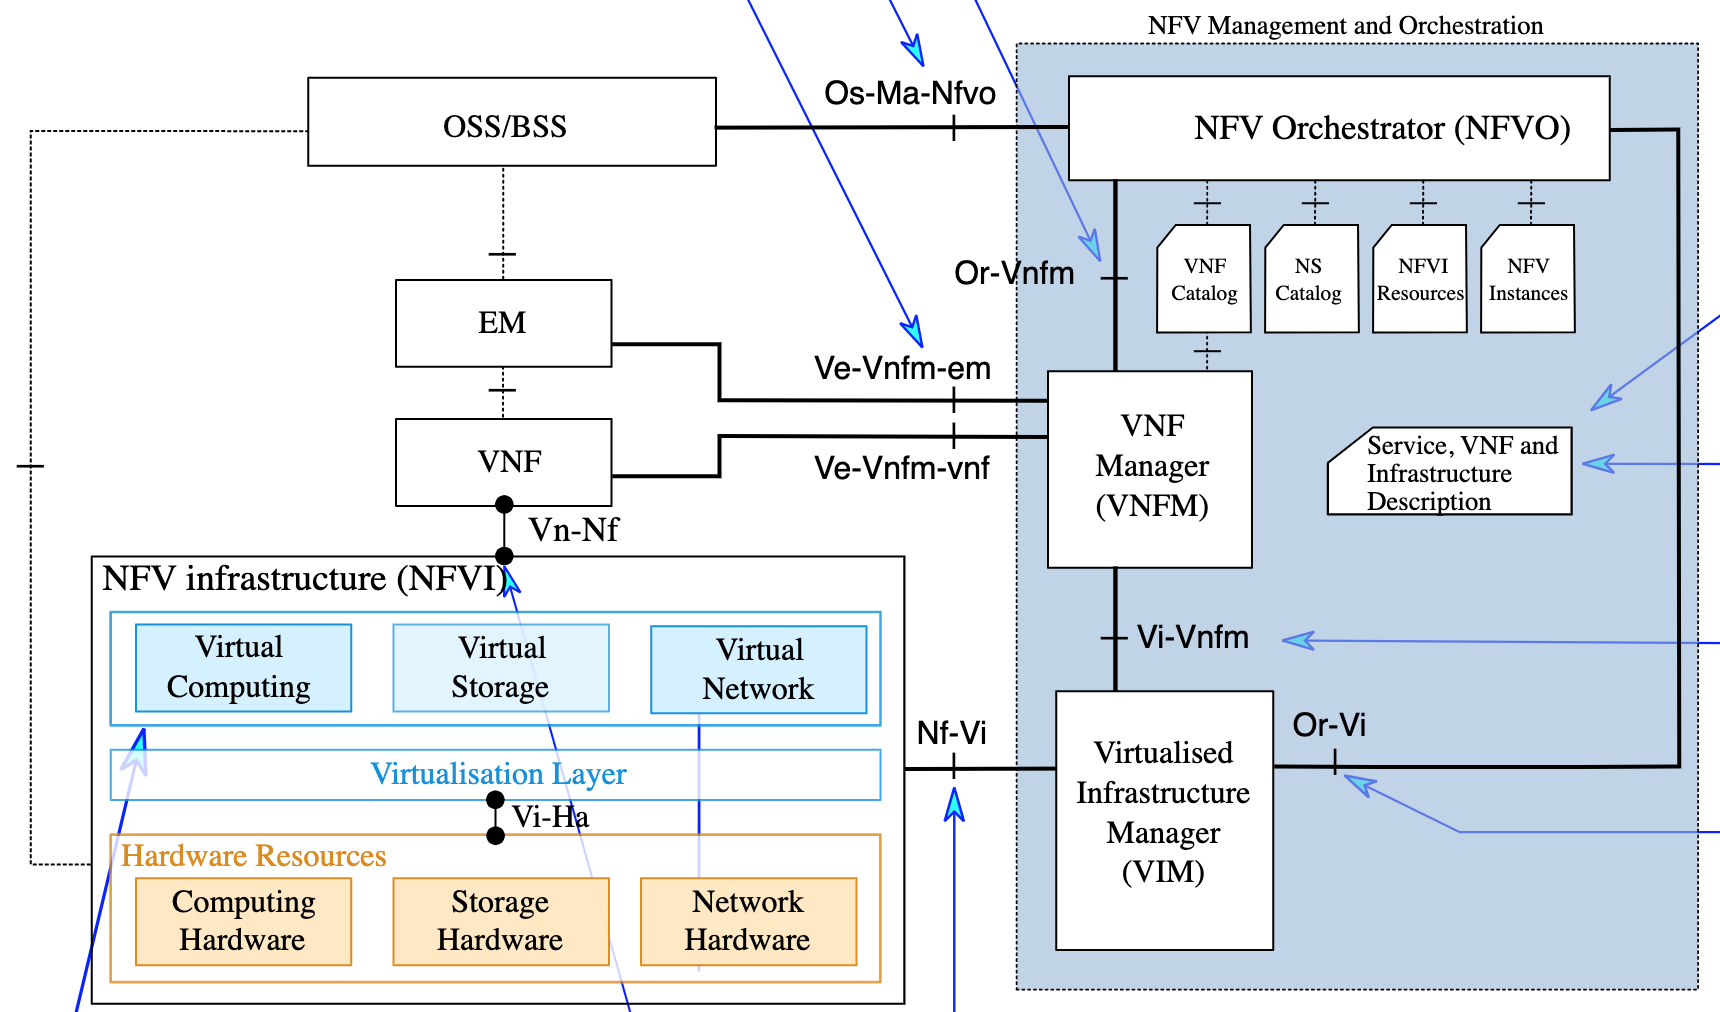 NFV Management and Orchestration
OSS/BSS
Os-Ma-Nfvo
NFV Orchestrator (NFVO)
Or-Vnfm
VNF
Catalog
NS
Catalog
NFVI
Resources
NFV
Instances
EM
Ve-Vnfm-em
VNF
Ve-Vnfm-vnf
VNF
Manager
(VNFM)
Service, VNF and
Infrastructure
Description
Vn-Nf
NFV infrastructure (NFVI)
Virtual
Computing
Virtual
Storage
Virtual
Network
Vi-Vnfm
Nf-Vi
Or-Vi
Virtualisation Layer
Vi-Ha
Virtualised
Infrastructure
Manager
(VIM)
Hardware Resources
Computing
Hardware
Storage
Hardware
Network
Hardware